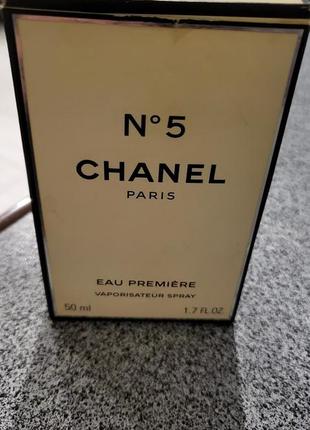 N°5
CHANEL
PARIS
EAU PREMIÈRE
VAPORISATEUR SPRAY
50 ml 1.7 FL.OZ